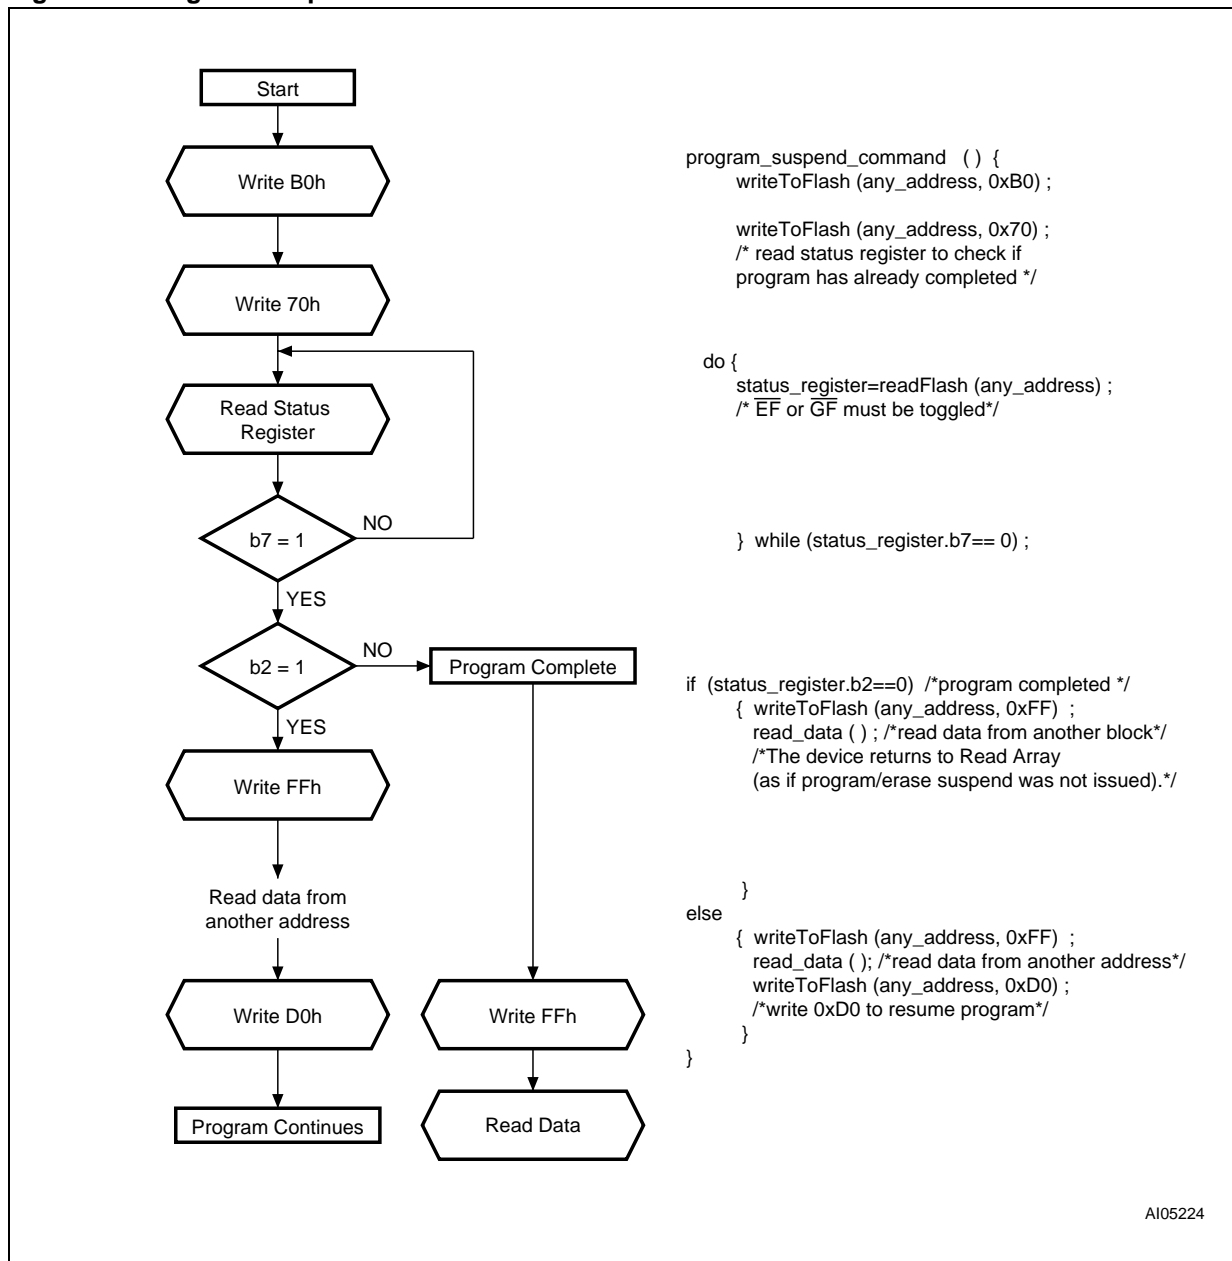 Start
Write B0h
Write 70h
Read Status
Register
b7 = 1
NO
YES
b2 = 1
NO
Program Complete
YES
Write FFh
Read data from
another address
Write D0h
Write FFh
Program Continues
Read Data
program_suspend_command ( ) {
writeToFlash (any_address, 0xB0) ;
writeToFlash (any_address, 0x70) ;
/* read status register to check if
program has already completed */
do {
status_register=readFlash (any_address) ;
/* E̅F̅ or G̅F̅ must be toggled*/
} while (status_register.b7== 0) ;
if (status_register.b2==0) /*program completed */
{ writeToFlash (any_address, 0xFF) ;
read_data ( ) ; /*read data from another block*/
/*The device returns to Read Array
(as if program/erase suspend was not issued).*/
}
else
{ writeToFlash (any_address, 0xFF) ;
read_data ( ); /*read data from another address*/
writeToFlash (any_address, 0xD0) ;
/*write 0xD0 to resume program*/
}
}
AI05224